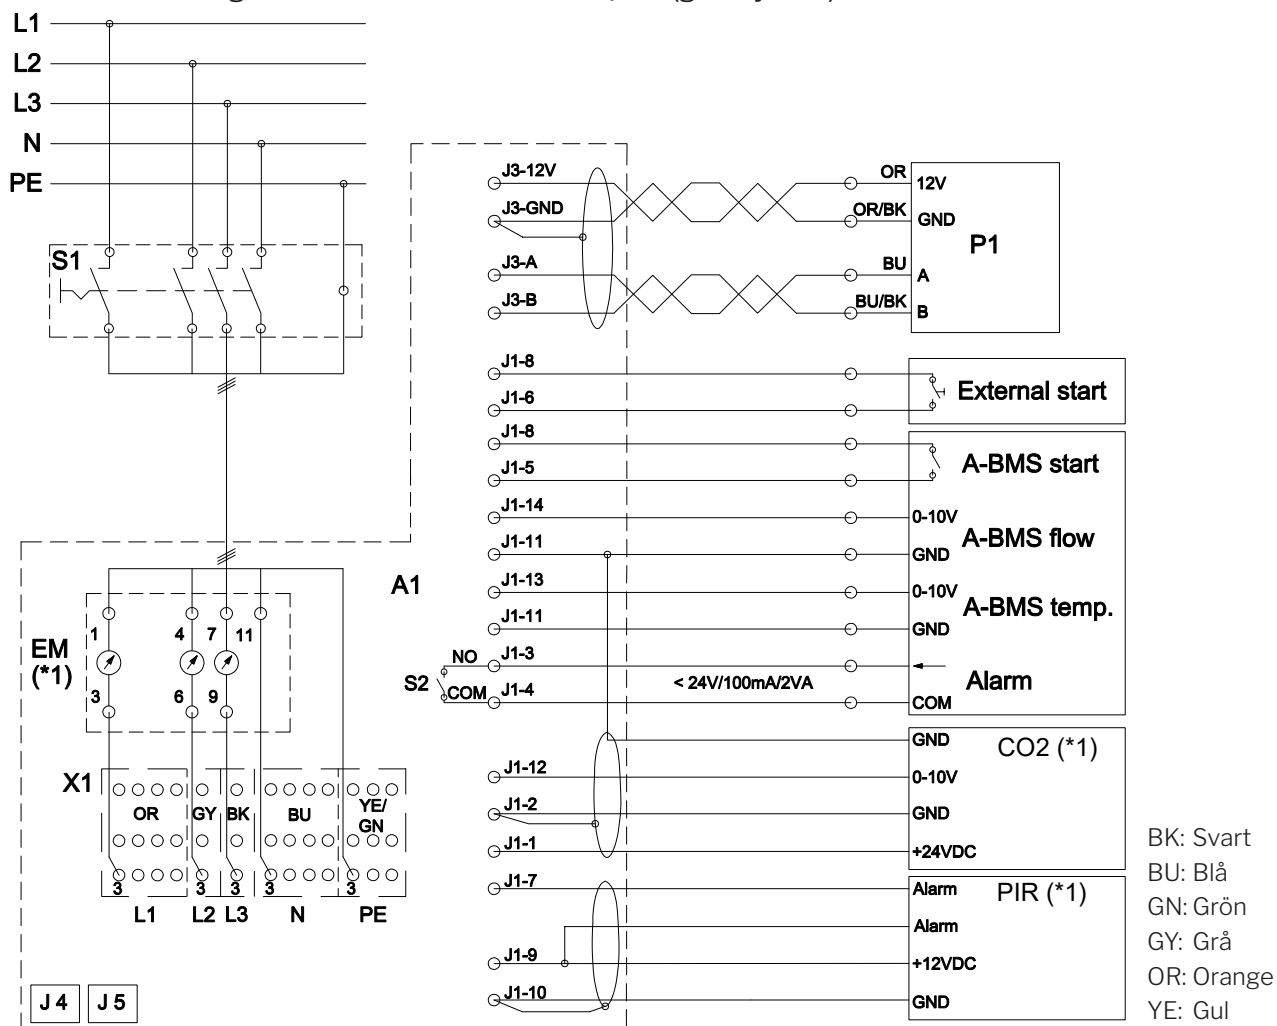 L1
L2
L3
N
PE
S1
J3-12V
J3-GND
J3-A
J3-B
OR
OR/BK
BU
BU/BK
12V
GND
A
B
P1
J1-8
J1-6
External start
J1-8
J1-5
A-BMS start
J1-14
0-10V
A-BMS flow
J1-11
GND
J1-13
0-10V
A-BMS temp.
J1-11
GND
A1
S2
NO
COM
J1-3
J1-4
< 24V/100mA/2VA
Alarm
COM
GND
CO2 (*1)
J1-12
0-10V
J1-2
GND
J1-1
+24VDC
J1-7
Alarm
PIR (*1)
Alarm
J1-9
+12VDC
J1-10
GND
EM
(*1)
1 4 7 11
3 6 9
X1
OR GY BK BU YE/
GN
3 3 3 3 3
L1 L2 L3 N PE
J 4 J 5
BK: Svart
BU: Blå
GN: Grön
GY: Grå
OR: Orange
YE: Gul